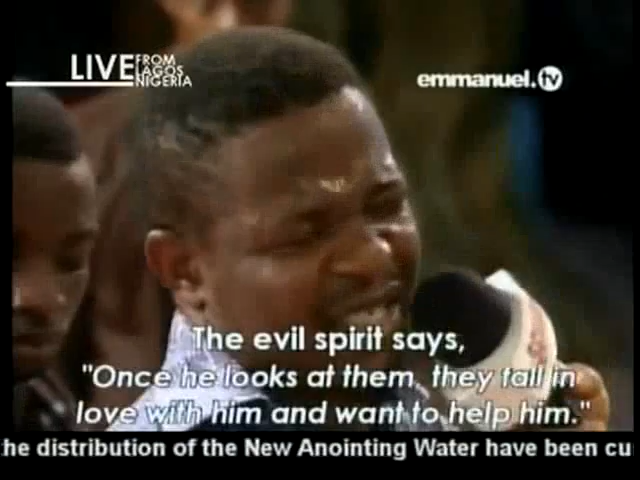 LIVE FROM
LAGOS
NIGERIA
emmanuel.tv
The evil spirit says,
"Once he looks at them, they fall in
love with him and want to help him."
he distribution of the New Anointing Water have been cu